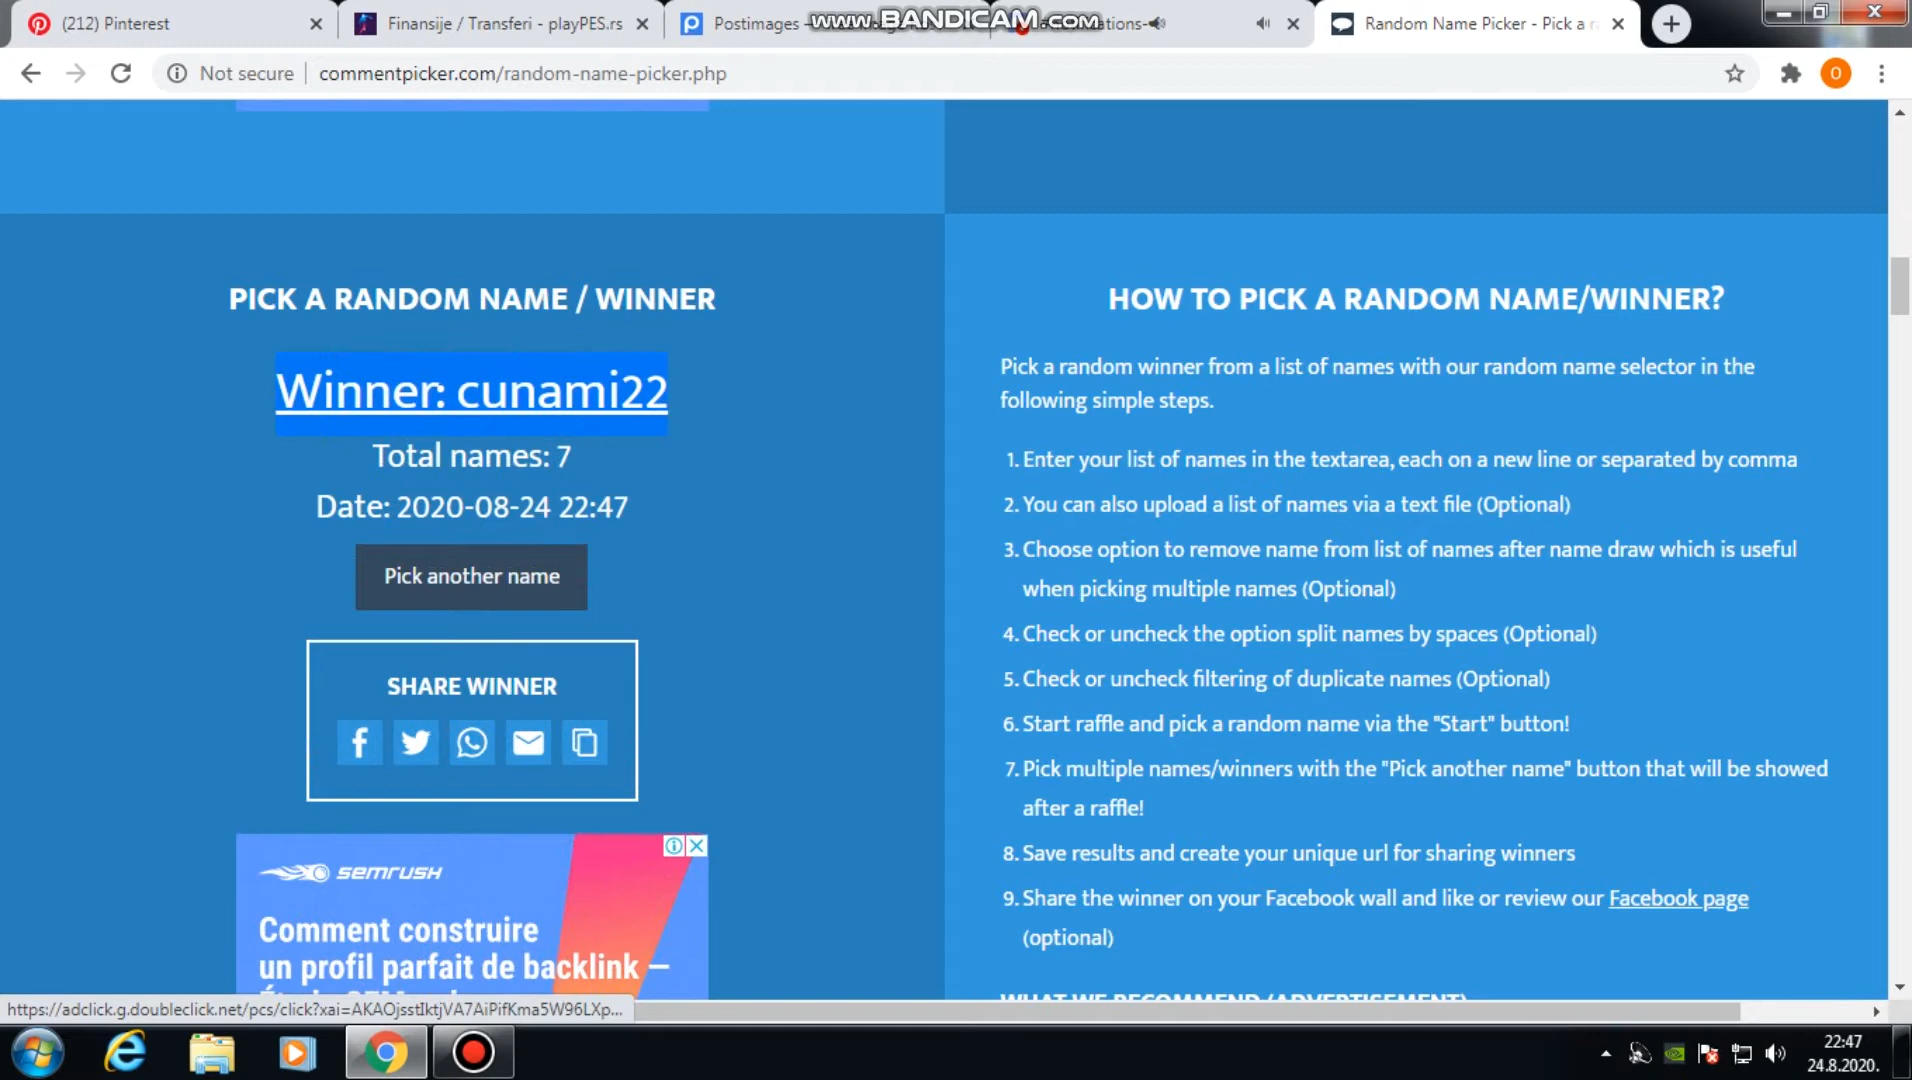 (212) Pinterest
Finansije / Transferi - playPES.rs
Postimages —
www.BANDICAM.com
Random Name Picker - Pick a r
Not secure
commentpicker.com/random-name-picker.php
PICK A RANDOM NAME / WINNER
Winner: cunami22
Total names: 7
Date: 2020-08-24 22:47
Pick another name
SHARE WINNER
SEMRUSH
Comment construire
un profil parfait de backlink —
HOW TO PICK A RANDOM NAME/WINNER?
Pick a random winner from a list of names with our random name selector in the
following simple steps.
1. Enter your list of names in the textarea, each on a new line or separated by comma
2. You can also upload a list of names via a text file (Optional)
3. Choose option to remove name from list of names after name draw which is useful
when picking multiple names (Optional)
4. Check or uncheck the option split names by spaces (Optional)
5. Check or uncheck filtering of duplicate names (Optional)
6. Start raffle and pick a random name via the "Start" button!
7. Pick multiple names/winners with the "Pick another name" button that will be showed
after a raffle!
8. Save results and create your unique url for sharing winners
9. Share the winner on your Facebook wall and like or review our Facebook page
(optional)
WHAT WE RECOMMEND (ADVERTISEMENT)
https://adclick.g.doubleclick.net/pcs/click?xai=AKAOjsstIktjVA7AiPifKma5W96LXp...
22:47
24.8.2020.